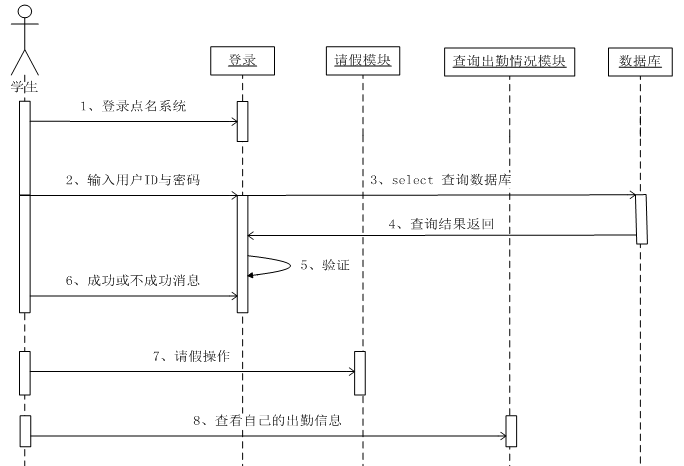 登录
请假模块
查询出勤情况模块
数据库
学生
1、登录点名系统
2、输入用户ID与密码
3、select 查询数据库
4、查询结果返回
5、验证
6、成功或不成功消息
7、请假操作
8、查看自己的出勤信息